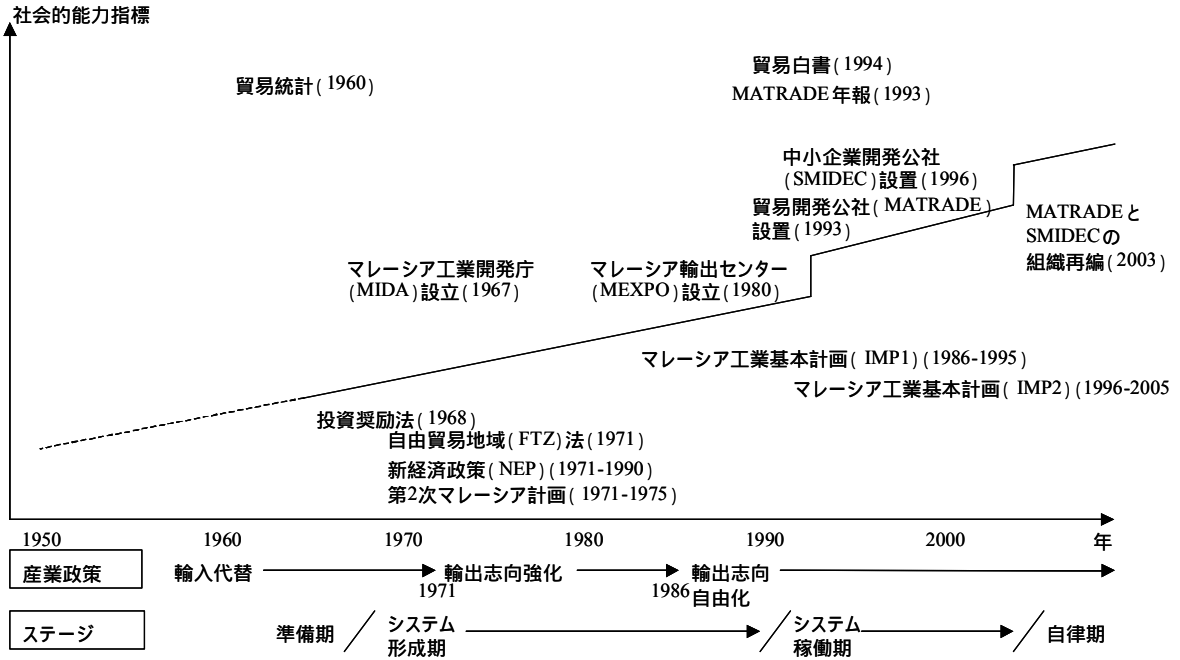 社会的能力指標
貿易統計(1960)
貿易白書(1994)
MATRADE年報(1993)
中小企業開発公社
(SMIDEC)設置(1996)
貿易開発公社(MATRADE)
設置(1993)
MATRADEと
SMIDECの
組織再編(2003)
マレーシア工業開発庁
(MIDA)設立(1967)
マレーシア輸出センター
(MEXPO)設立(1980)
マレーシア工業基本計画(IMP1)(1986-1995)
マレーシア工業基本計画(IMP2)(1996-2005
投資奨励法(1968)
自由貿易地域(FTZ)法(1971)
新経済政策(NEP)(1971-1990)
第2次マレーシア計画(1971-1975)
1950 1960 1970 1980 1990 2000 年
産業政策 輸入代替 1971 輸出志向強化 1986 輸出志向
自由化
ステージ 準備期 システム
形成期
システム
稼働期
自律期